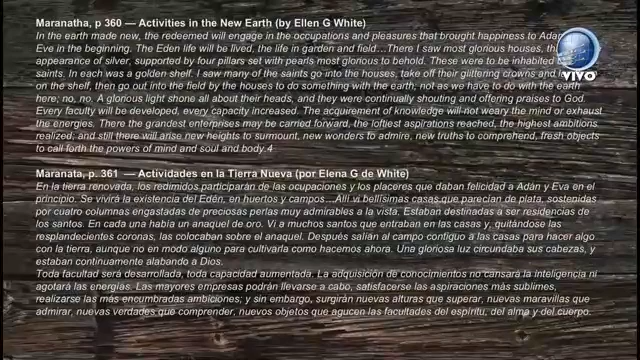 Maranatha, p 360 — Activities in the New Earth (by Ellen G White)
In the earth made new, the redeemed will engage in the occupations and pleasures that brought happiness to
Eve in the beginning. The Eden life will be lived, the life in garden and field…There I saw most glorious houses,
appearance of silver, supported by four pillars set with pearls most glorious to behold. These were to be inhabited
saints. In each was a golden shelf. I saw many of the saints go into the houses, take off their glittering crowns and
on the shelf, then go out into the field by the houses to do something with the earth; not as we have to do with the earth
here; no, no. A glorious light shone all about their heads, and they were continually shouting and offering praises to God.
Every faculty will be developed, every capacity increased. The acquirement of knowledge will not weary the mind or exhaust
the energies. There the grandest enterprises may be carried forward, the loftiest aspirations reached, the highest ambitions
realized; and still there will arise new heights to surmount, new wonders to admire, new truths to comprehend, fresh objects
to call forth the powers of mind and soul and body.4
VIVO
Maranata, p. 361 — Actividades en la Tierra Nueva (por Elena G de White)
En la tierra renovada, los redimidos participarán de las ocupaciones y los placeres que daban felicidad a Adán y Eva en el
principio. Se vivirá la existencia del Edén, en huertos y campos…Allí vi bellísimas casas que parecían de plata, sostenidas
por cuatro columnas engastadas de preciosas perlas muy admirables a la vista. Estaban destinadas a ser residencias de
los santos. En cada una había un anaquel de oro. Vi a muchos santos que entraban en las casas y, quitándose las
resplandecientes coronas, las colocaban sobre el anaquel. Después salían al campo contiguo a las casas para hacer algo
con la tierra, aunque no en modo alguno para cultivarla como hacemos ahora. Una gloriosa luz circundaba sus cabezas, y
estaban continuamente alabando a Dios.
Toda facultad será desarrollada, toda capacidad aumentada. La adquisición de conocimientos no cansará la inteligencia ni
agotará las energías. Las mayores empresas podrán llevarse a cabo, satisfacerse las aspiraciones más sublimes,
realizarse las más encumbradas ambiciones; y sin embargo, surgirán nuevas alturas que superar, nuevas maravillas que
admirar, nuevas verdades que comprender, nuevos objetos que agucen las facultades del espíritu, del alma y del cuerpo.